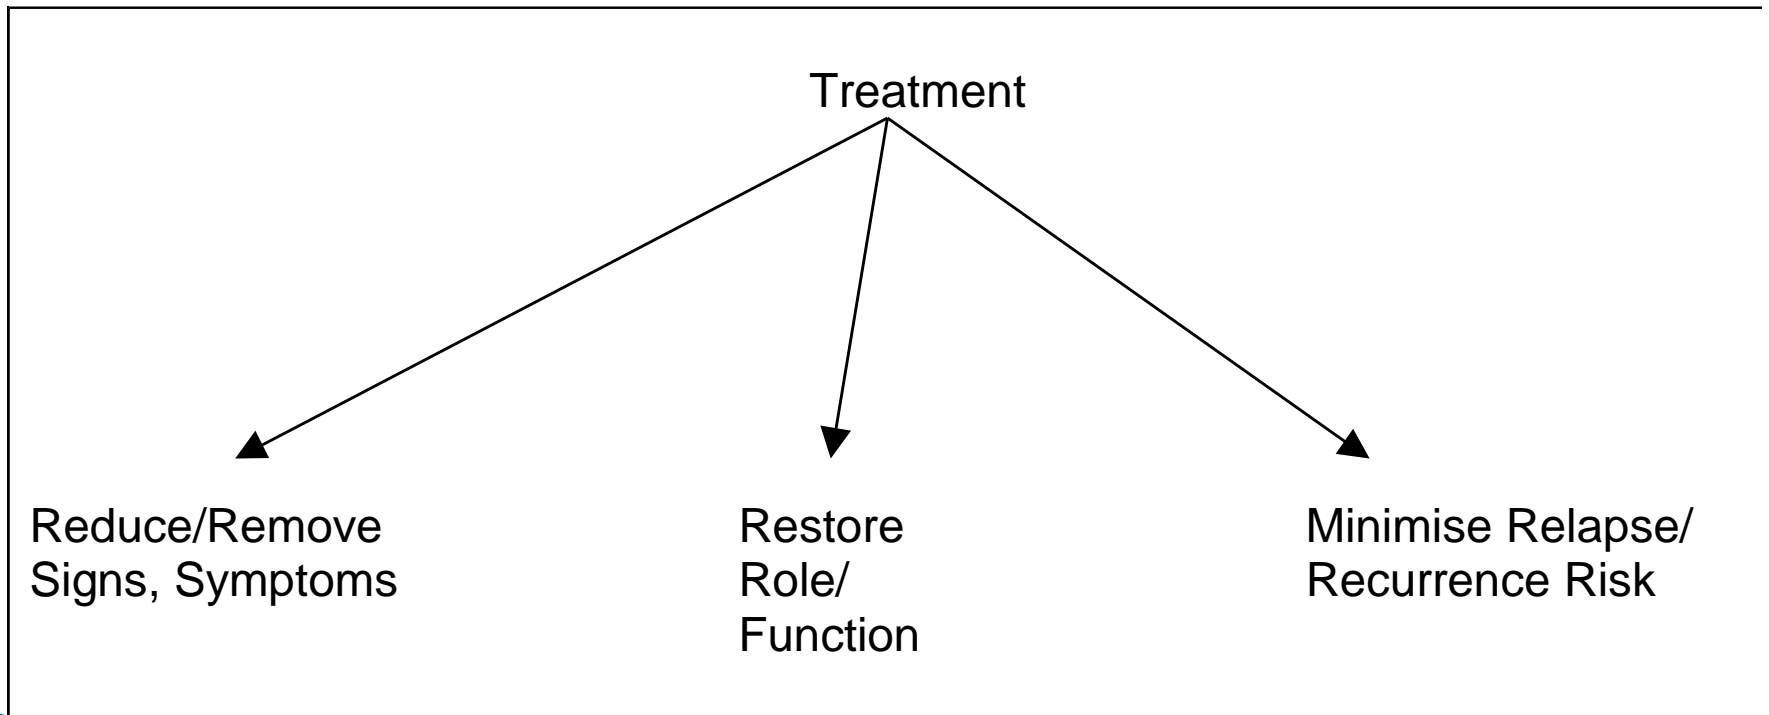 Treatment
Reduce/Remove
Signs, Symptoms
Restore
Role/
Function
Minimise Relapse/
Recurrence Risk